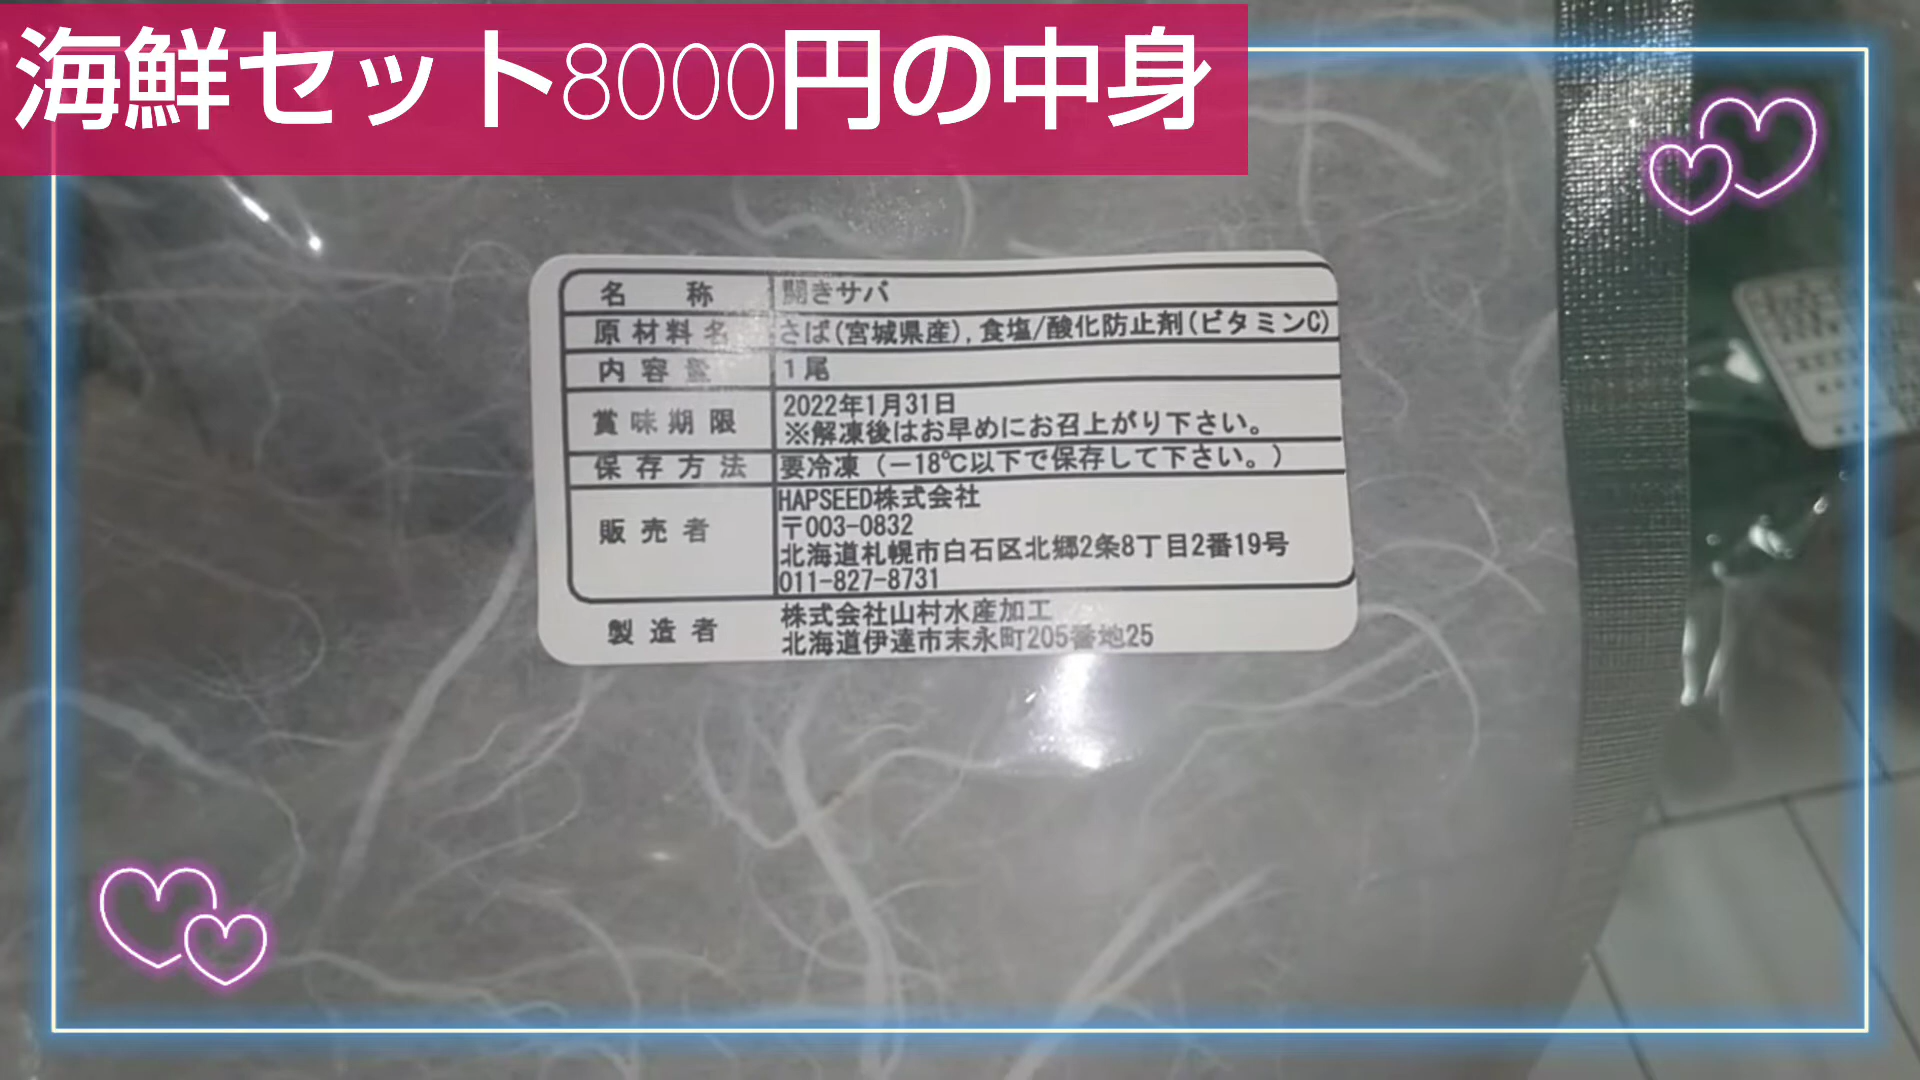 海鮮セット8000円の中身
名称 開きサバ
原材料名 さば(宮城県産),食塩/酸化防止剤(ビタミンC)
内容量 1尾
賞味期限 2022年1月31日
※解凍後はお早めにお召上がり下さい。
保存方法 要冷凍(-18℃以下で保存して下さい。)
販売者 HAPSEED株式会社
〒003-0832
北海道札幌市白石区北郷2条8丁目2番19号
011-827-8731
製造者 株式会社山村水産加工
北海道伊達市末永町205番地25